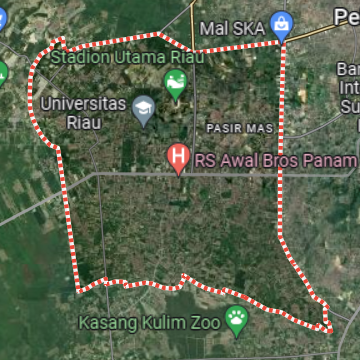 Pe
Mal SKA
Stadion Utama Riau
Universitas
Riau
Ban
Int
Su
PASIR MAS
H
RS Awal Bros Panam
Kasang Kulim Zoo